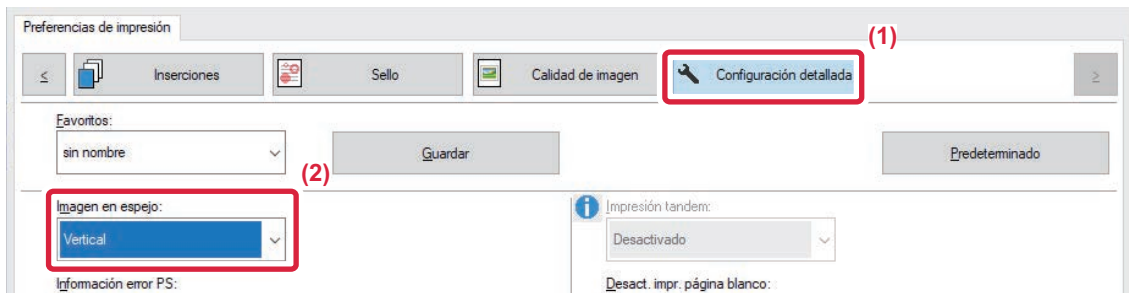 Preferencias de impresión
(1)
< Inserciones Sello Calidad de imagen Configuración detallada >
Favoritos:
sin nombre Guardar Predeterminado
(2)
Imagen en espejo: Impresión tandem:
Vertical Desactivado
Información error PS: Desact. impr. página blanco: